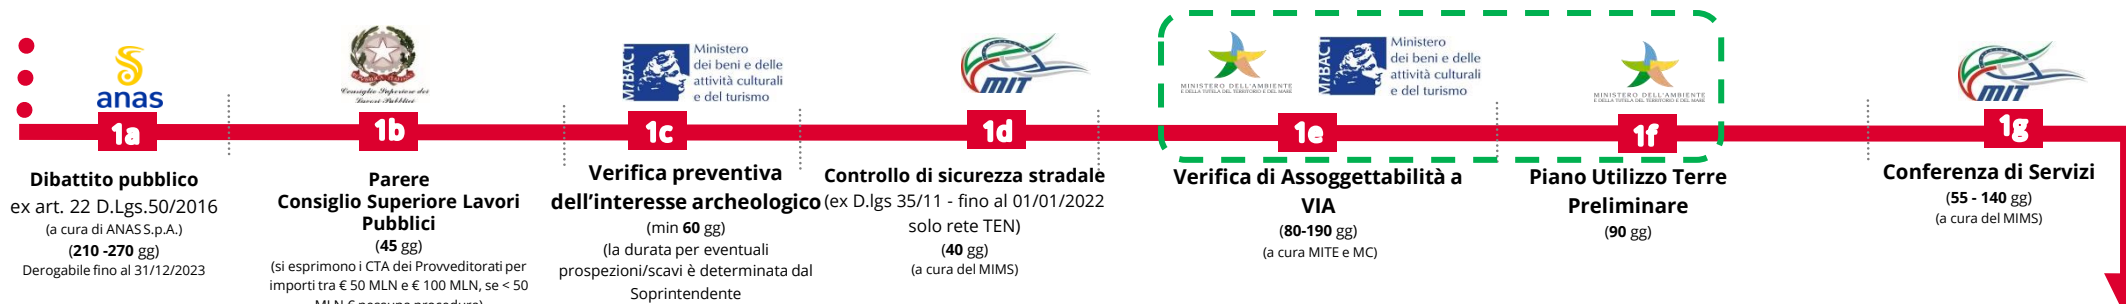 anas
Consiglio Superiore dei
Lavori Pubblici
MiBACT
Ministero
dei beni e delle
attività culturali
e del turismo
MIT
MINISTERO DELL'AMBIENTE
E DELLA TUTELA DEL TERRITORIO E DEL MARE
MiBACT
Ministero
dei beni e delle
attività culturali
e del turismo
MINISTERO DELL'AMBIENTE
E DELLA TUTELA DEL TERRITORIO E DEL MARE
MIT
1a
1b
1c
1d
1e
1f
1g
Dibattito pubblico
ex art. 22 D.Lgs.50/2016
(a cura di ANAS S.p.A.)
(210 -270 gg)
Derogabile fino al 31/12/2023
Parere
Consiglio Superiore Lavori
Pubblici
(45 gg)
(si esprimono i CTA dei Provveditorati per
importi tra € 50 MLN e € 100 MLN, se < 50
MLN € nessuna procedura)
Verifica preventiva
dell'interesse archeologico
(min 60 gg)
(la durata per eventuali
prospezioni/scavi è determinata dal
Soprintendente
Controllo di sicurezza stradale
(ex D.lgs 35/11 - fino al 01/01/2022
solo rete TEN)
(40 gg)
(a cura del MIMS)
Verifica di Assoggettabilità a
VIA
(80-190 gg)
(a cura MITE e MC)
Piano Utilizzo Terre
Preliminare
(90 gg)
Conferenza di Servizi
(55 - 140 gg)
(a cura del MIMS)